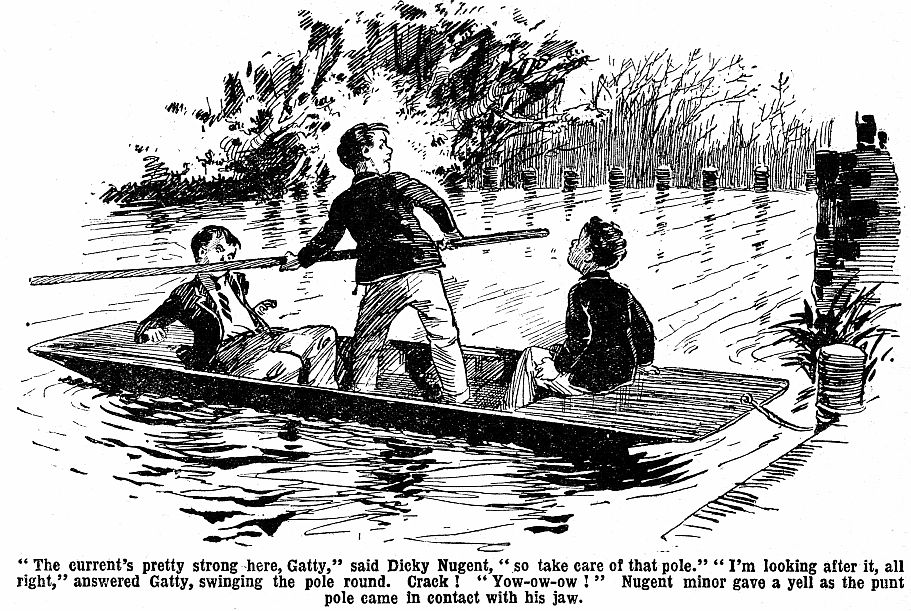 " The current's pretty strong here, Gatty," said Dicky Nugent, " so take care of that pole." " I'm looking after it, all
right," answered Gatty, swinging the pole round. Crack ! " Yow-ow-ow ! " Nugent minor gave a yell as the punt
pole came in contact with his jaw.